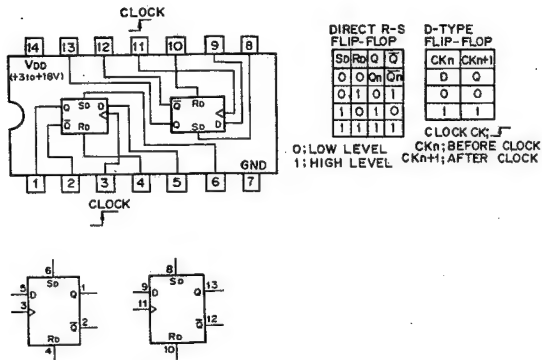 CLOCK
14 13 12 11 10 9 8
VDD
(+3 to +18V)
Q SD D
Q̅ RD
Q̅ RD
Q SD D
GND
1 2 3 4 5 6 7
CLOCK
DIRECT R-S
FLIP-FLOP
SD RD Q Q̅
0 0 Qn Q̅n
0 1 0 1
1 0 1 0
1 1 1 1
0; LOW LEVEL
1; HIGH LEVEL
D-TYPE
FLIP-FLOP
CKn CKn+1
D Q
0 0
1 1
CLOCK CK;
CKn; BEFORE CLOCK
CKn+1; AFTER CLOCK
6
SD
5 D Q 1
3
Q̅ 2
RD
4
8
SD
9 D Q 13
11
Q̅ 12
RD
10